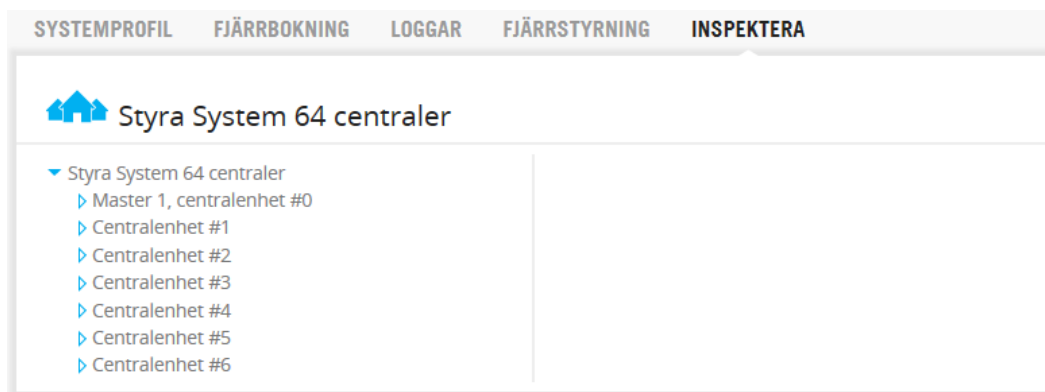 SYSTEMPROFIL FJÄRRBOKNING LOGGAR FJÄRRSTYRNING INSPEKTERA
Styra System 64 centraler
Styra System 64 centraler
Master 1, centralenhet #0
Centralenhet #1
Centralenhet #2
Centralenhet #3
Centralenhet #4
Centralenhet #5
Centralenhet #6